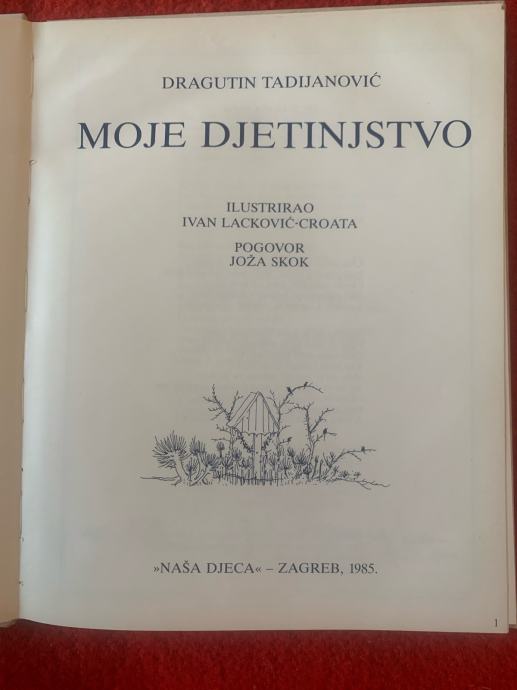 DRAGUTIN TADIJANOVIĆ
MOJE DJETINJSTVO
ILUSTRIRAO
IVAN LACKOVIĆ-CROATA
POGOVOR
JOŽA SKOK
»NAŠA DJECA« – ZAGREB, 1985.
1